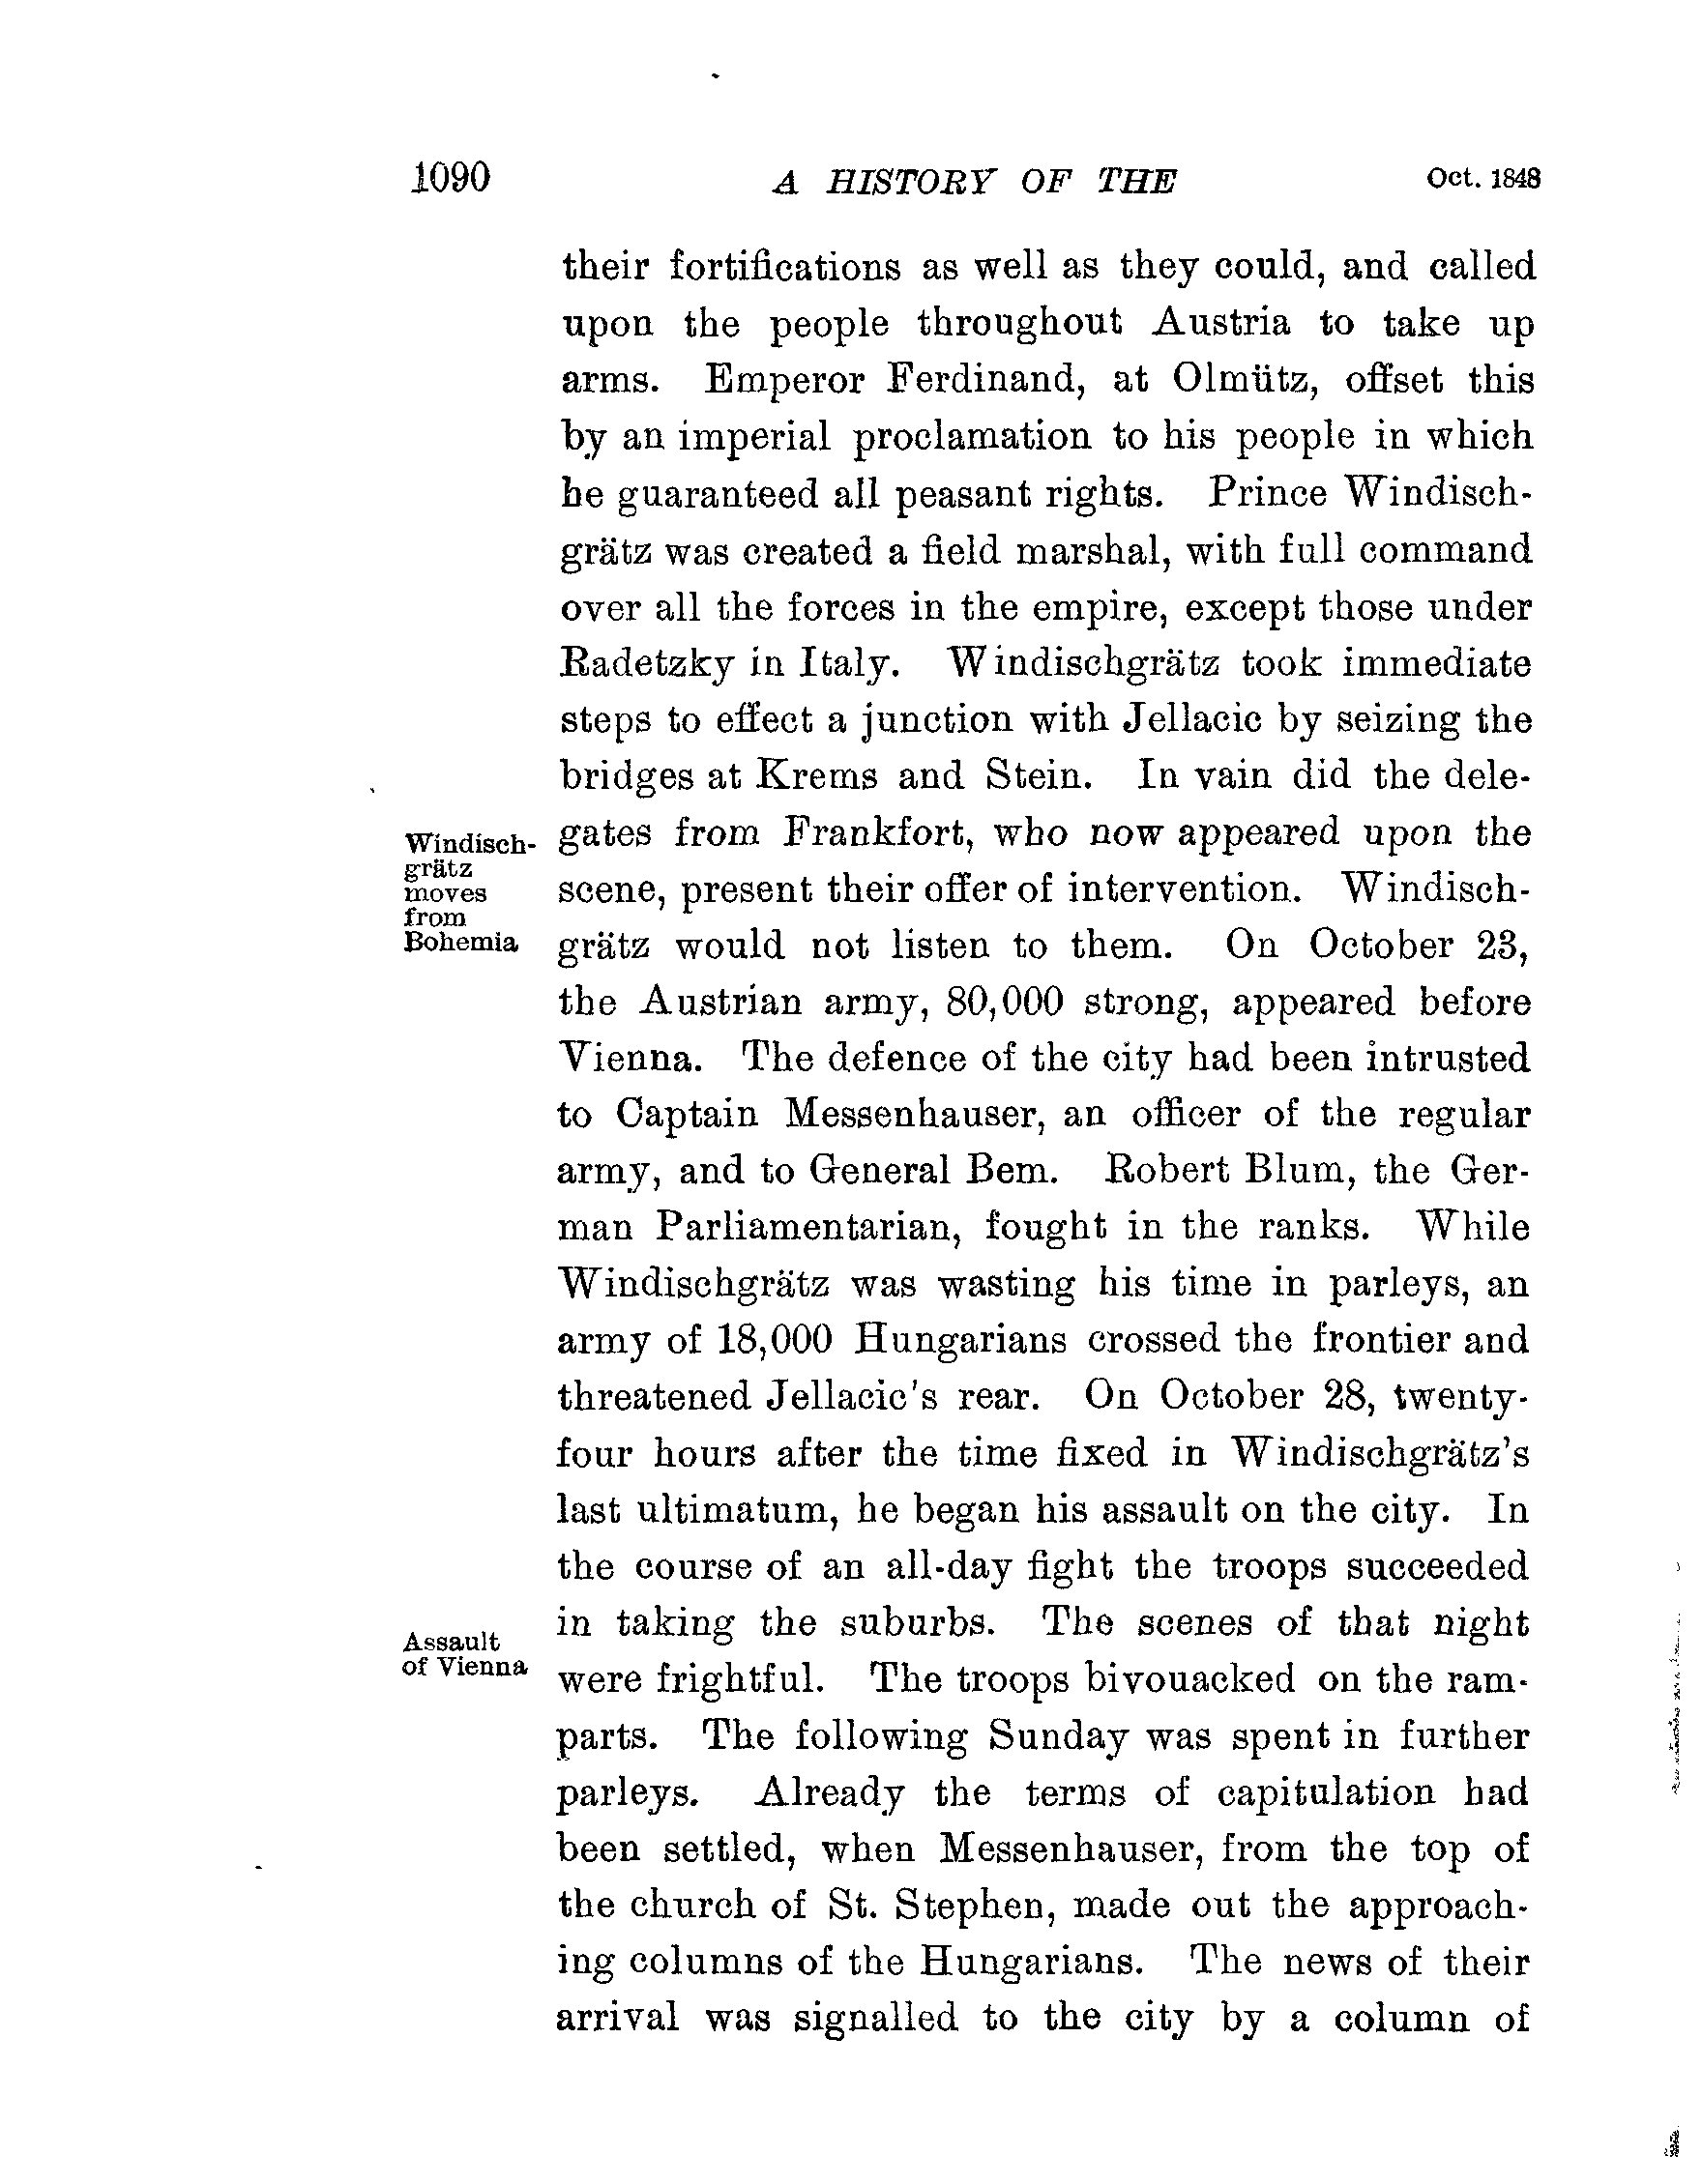 1090 A HISTORY OF THE Oct. 1848
their fortifications as well as they could, and called
upon the people throughout Austria to take up
arms. Emperor Ferdinand, at Olmütz, offset this
by an imperial proclamation to his people in which
he guaranteed all peasant rights. Prince Windisch-
grätz was created a field marshal, with full command
over all the forces in the empire, except those under
Radetzky in Italy. Windischgrätz took immediate
steps to effect a junction with Jellacic by seizing the
bridges at Krems and Stein. In vain did the dele-
gates from Frankfort, who now appeared upon the
scene, present their offer of intervention. Windisch-
grätz would not listen to them. On October 23,
the Austrian army, 80,000 strong, appeared before
Vienna. The defence of the city had been intrusted
to Captain Messenhauser, an officer of the regular
army, and to General Bem. Robert Blum, the Ger-
man Parliamentarian, fought in the ranks. While
Windischgrätz was wasting his time in parleys, an
army of 18,000 Hungarians crossed the frontier and
threatened Jellacic's rear. On October 28, twenty-
four hours after the time fixed in Windischgrätz's
last ultimatum, he began his assault on the city. In
the course of an all-day fight the troops succeeded
in taking the suburbs. The scenes of that night
were frightful. The troops bivouacked on the ram-
parts. The following Sunday was spent in further
parleys. Already the terms of capitulation had
been settled, when Messenhauser, from the top of
the church of St. Stephen, made out the approach-
ing columns of the Hungarians. The news of their
arrival was signalled to the city by a column of
Windisch-
grätz
moves
from
Bohemia
Assault
of Vienna